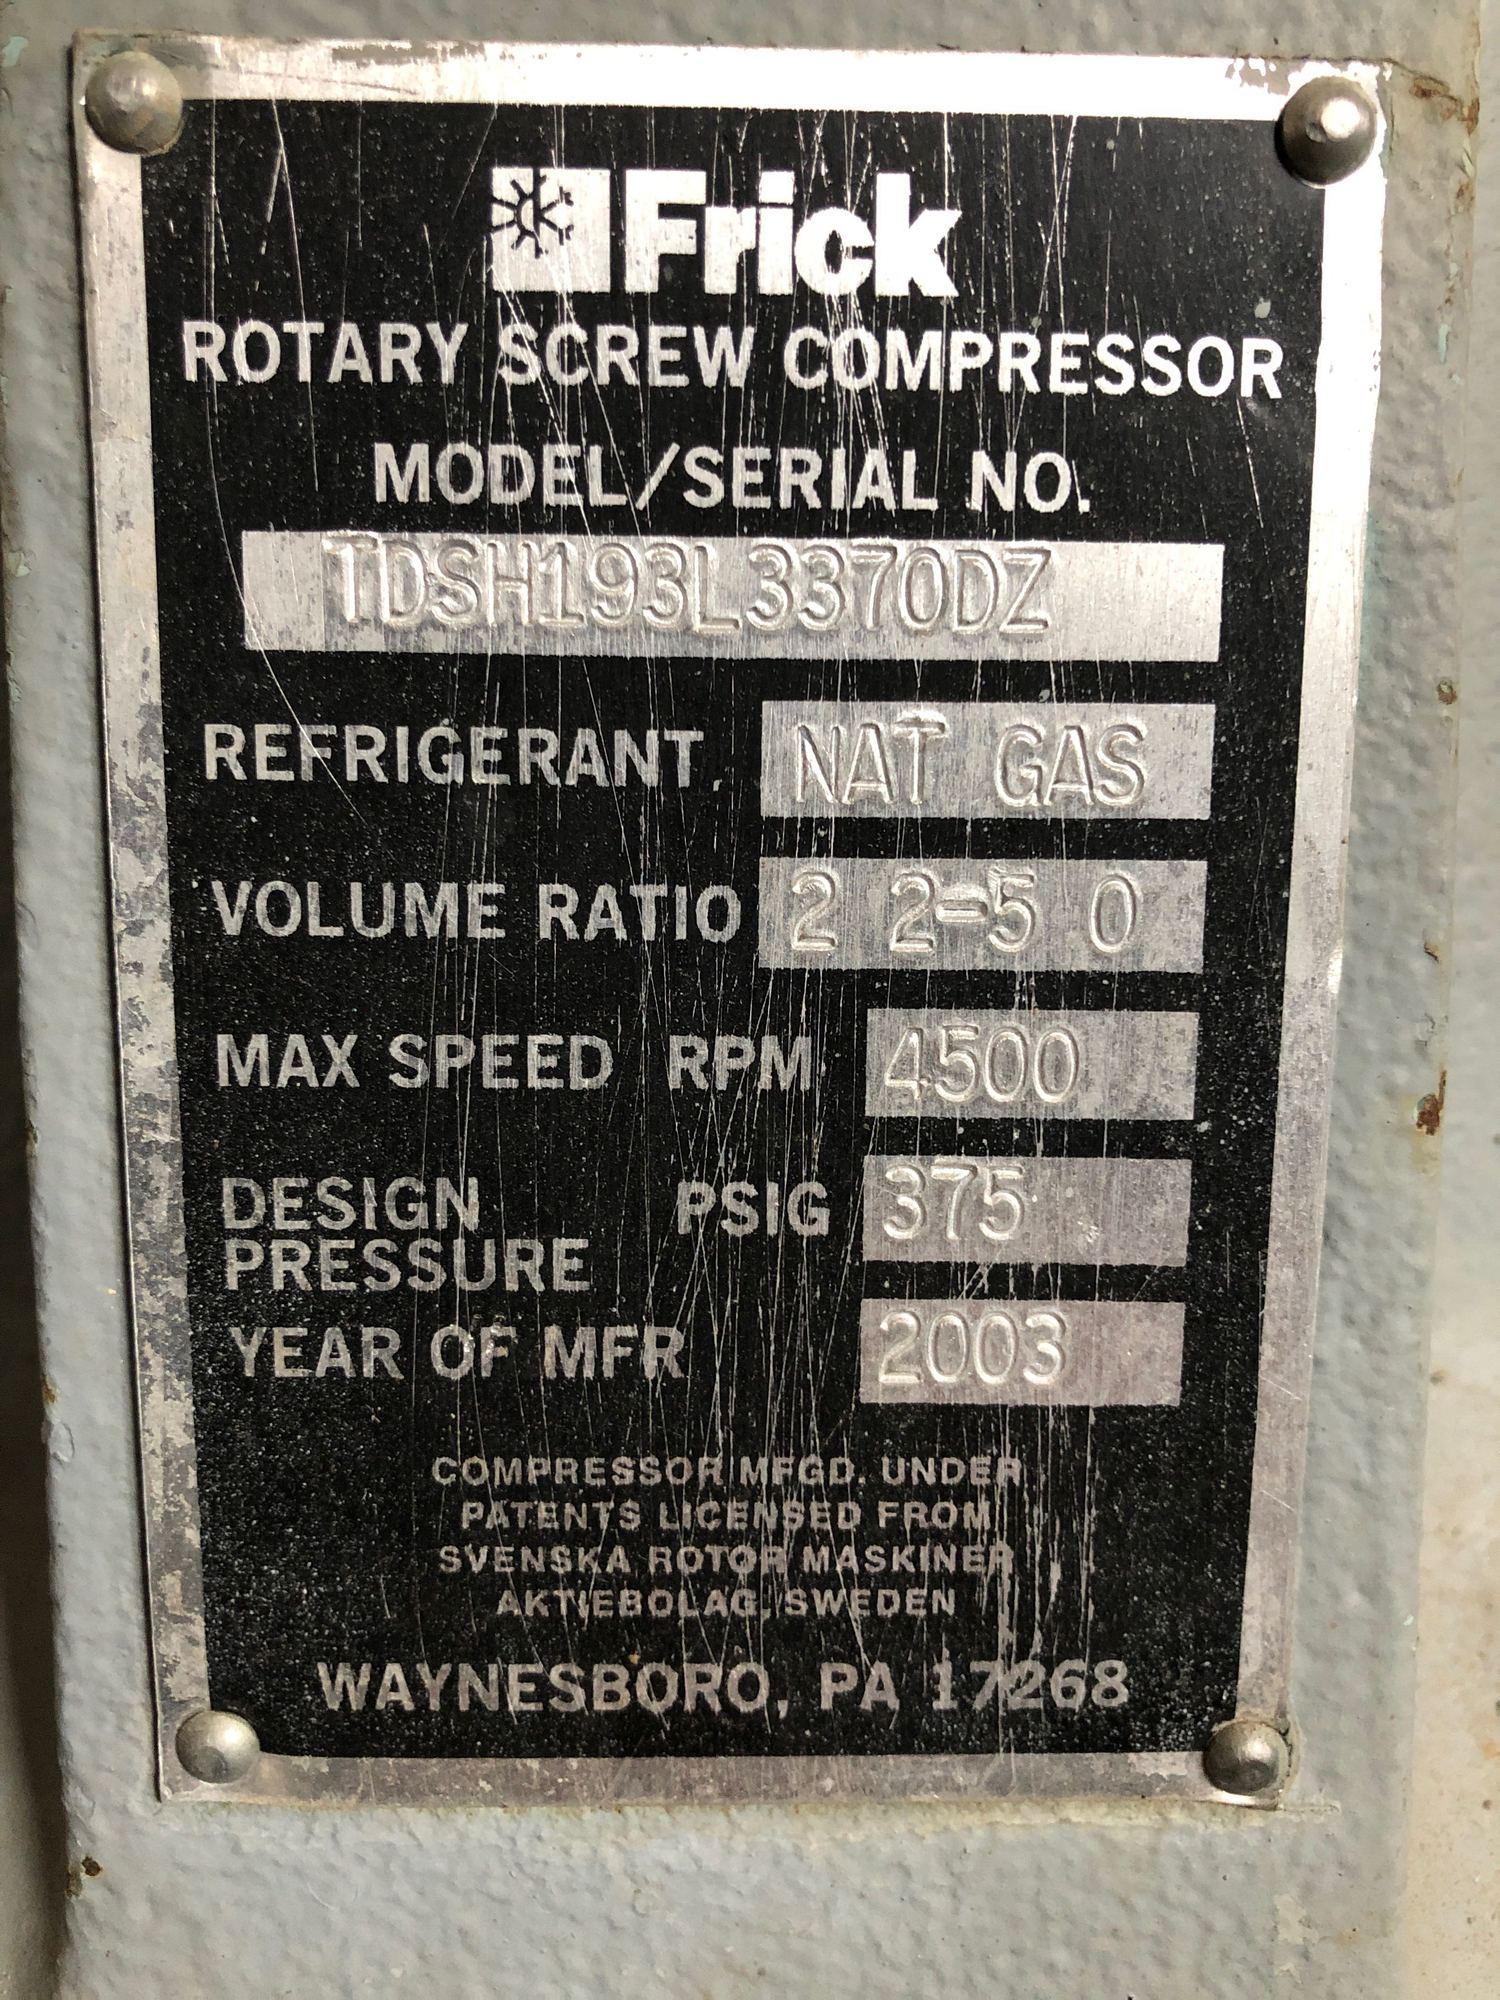 Frick
ROTARY SCREW COMPRESSOR
MODEL/SERIAL NO.
TDSH193L3370DZ
REFRIGERANT NAT GAS
VOLUME RATIO 2 2-5 0
MAX SPEED RPM 4500
DESIGN PRESSURE PSIG 375
YEAR OF MFR 2003
COMPRESSOR MFGD. UNDER
PATENTS LICENSED FROM
SVENSKA ROTOR MASKINER
AKTIEBOLAG, SWEDEN
WAYNESBORO, PA 17268